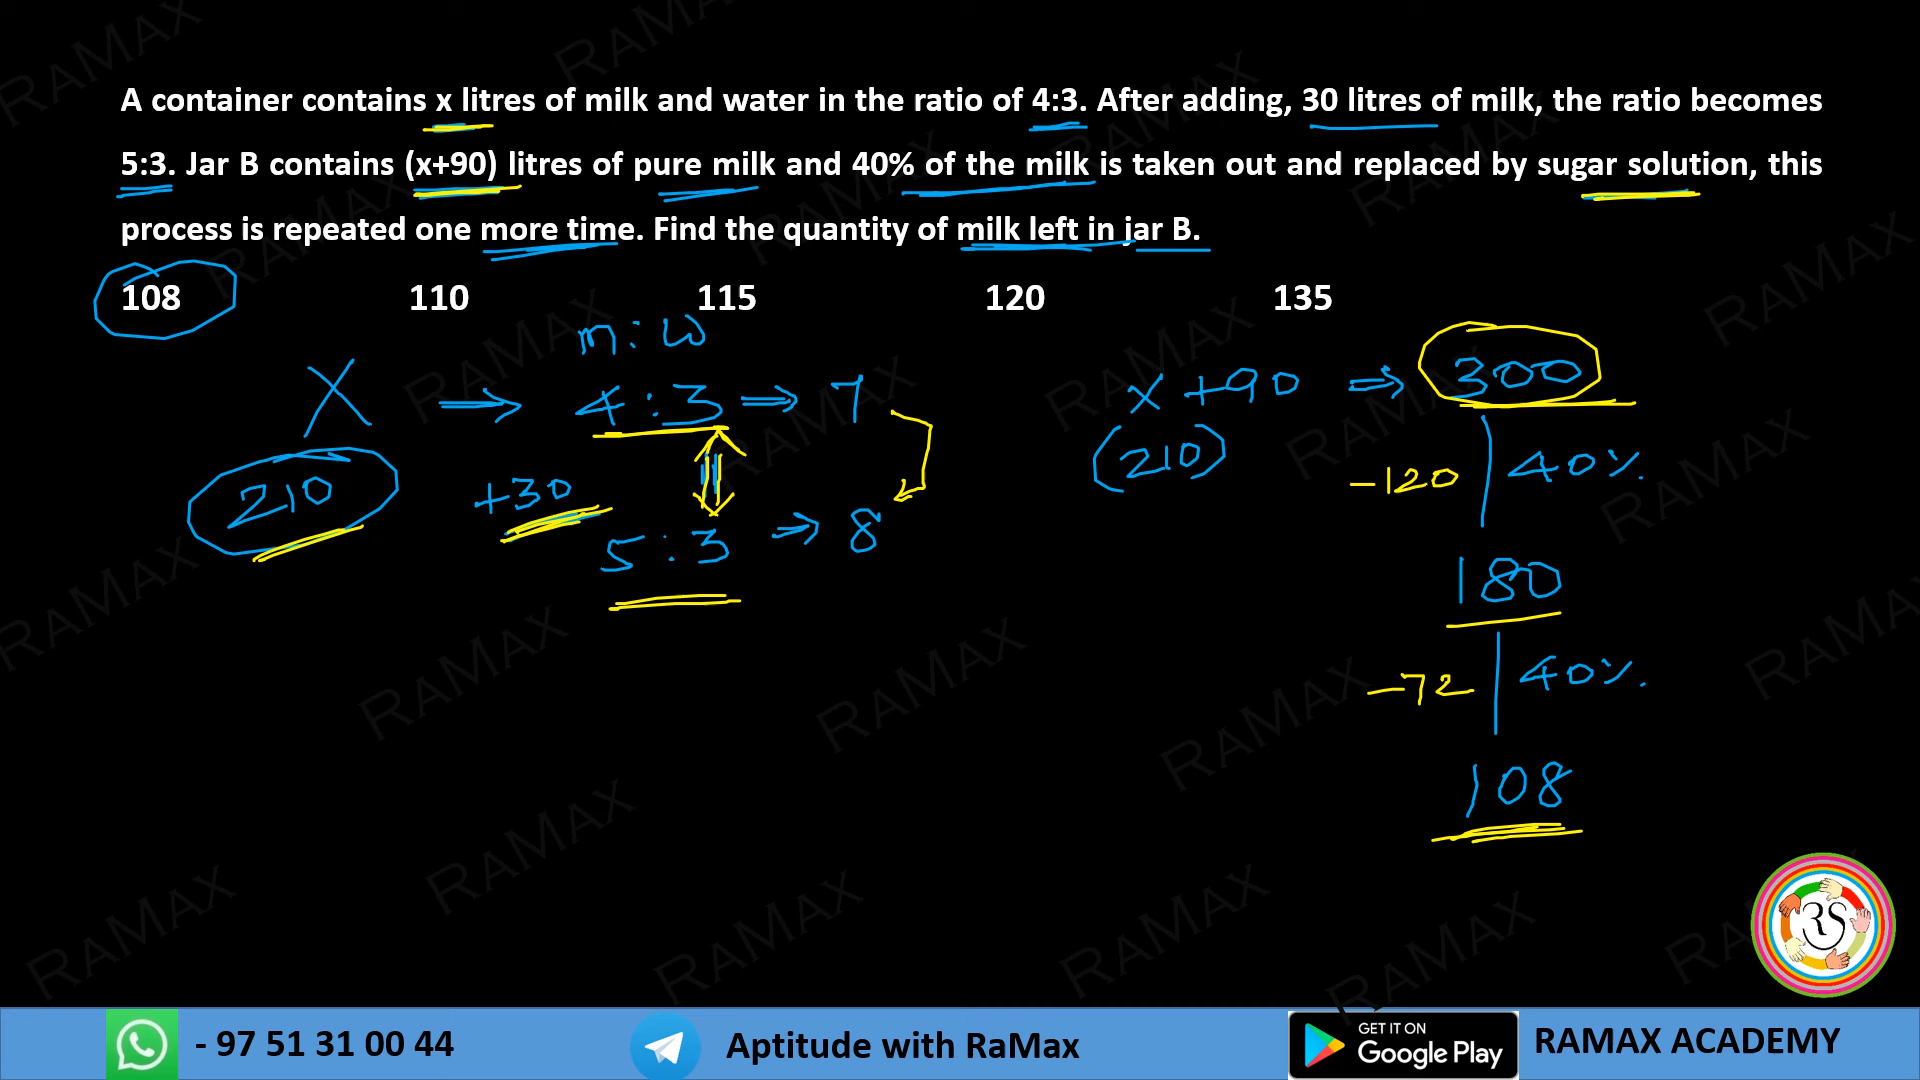 A container contains x litres of milk and water in the ratio of 4:3. After adding, 30 litres of milk, the ratio becomes
5:3. Jar B contains (x+90) litres of pure milk and 40% of the milk is taken out and replaced by sugar solution, this
process is repeated one more time. Find the quantity of milk left in jar B.
108 110 115 120 135
m : w
X → 4 : 3 ⇒ 7
210
+30
5 : 3 ⇒ 8
x +90 ⇒ 300
(210)
-120 40%
180
-72 40%.
108
RAMAX
- 97 51 31 00 44
Aptitude with RaMax
GET IT ON
Google Play
RAMAX ACADEMY